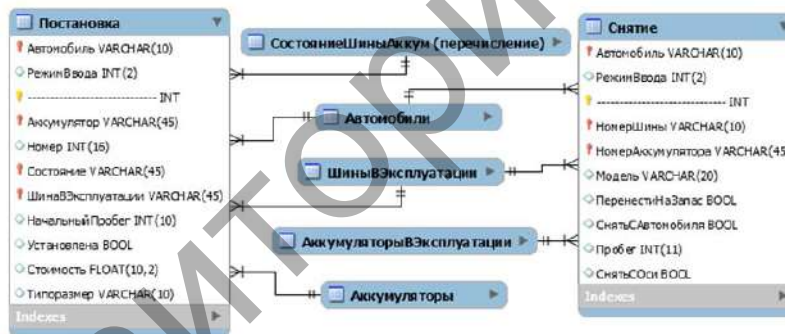 Постановка
Автомобиль VARCHAR(10)
РежимВвода INT(2)
---------------------------- INT
Аккумулятор VARCHAR(45)
Номер INT(16)
Состояние VARCHAR(45)
ШинаВЭксплуатации VARCHAR(45)
НачальныйПробег INT(10)
Установлена BOOL
Стоимость FLOAT(10,2)
Типоразмер VARCHAR(10)
Indexes
СостояниеШиныАккум (перечисление)
Автомобили
ШиныВЭксплуатации
АккумуляторыВЭксплуатации
Аккумуляторы
Снятие
Автомобиль VARCHAR(10)
РежимВвода INT(2)
---------------------------- INT
НомерШины VARCHAR(10)
НомерАккумулятора VARCHAR(45
Модель VARCHAR(20)
ПеренестиНаЗапас BOOL
СнятьСАвтомобиля BOOL
Пробег INT(11)
СнятьСОси BOOL
Indexes